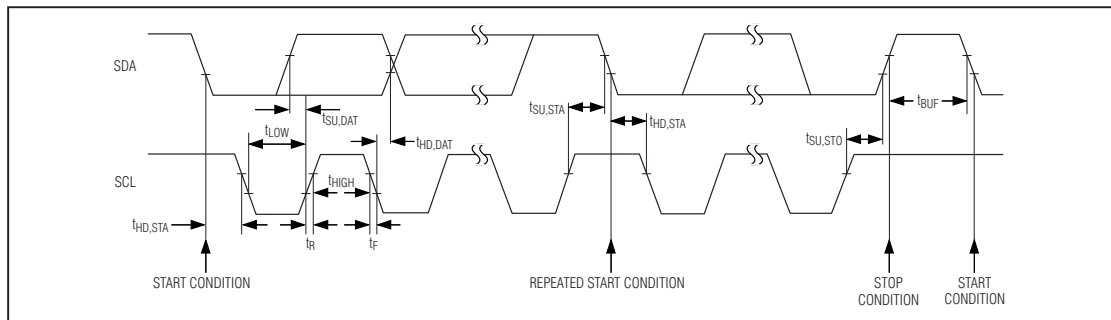 SDA
tSU,DAT
tLOW
tHD,DAT
tSU,STA
tHD,STA
tBUF
tSU,STO
SCL
tHIGH
tHD,STA
tR
tF
START CONDITION
REPEATED START CONDITION
STOP
CONDITION
START
CONDITION